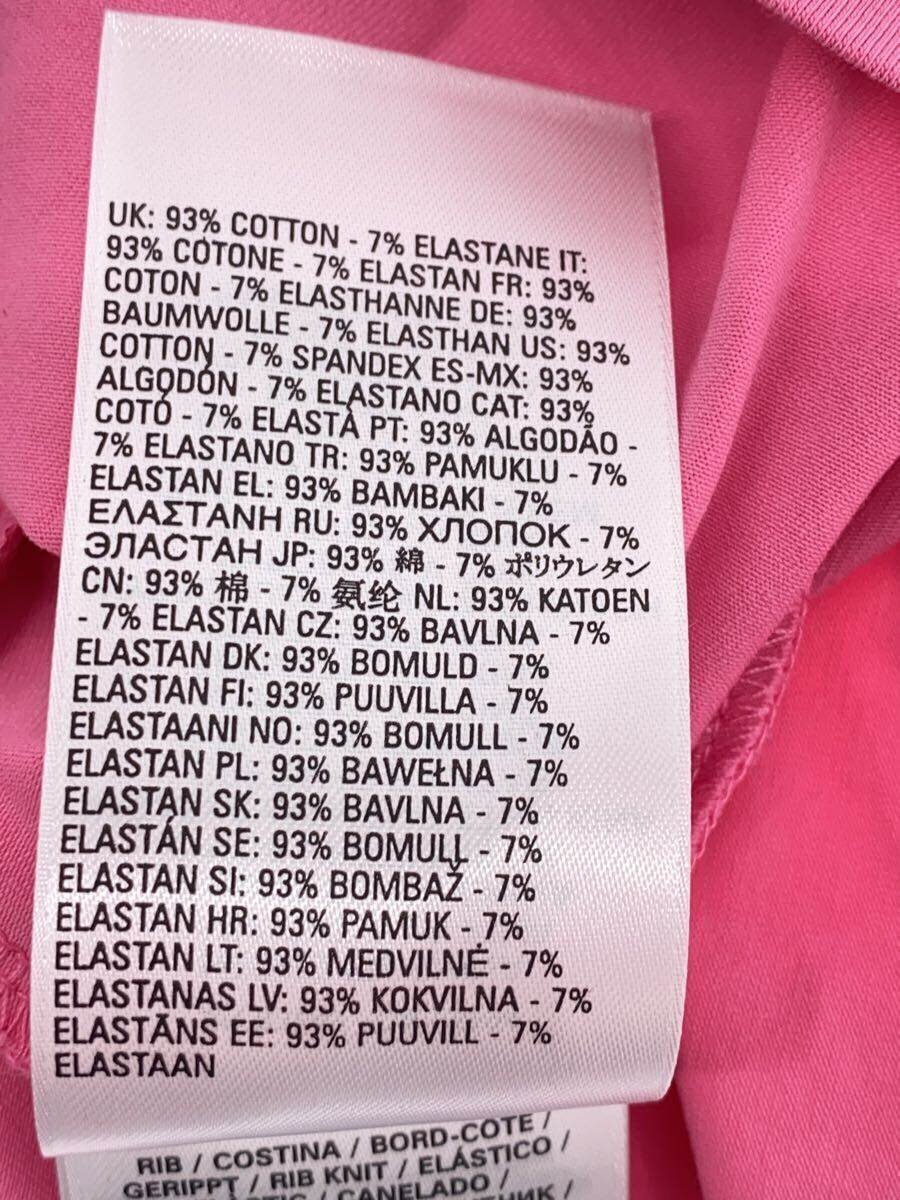 UK: 93% COTTON - 7% ELASTANE IT:
93% COTONE - 7% ELASTAN FR: 93%
COTON - 7% ELASTHANNE DE: 93%
BAUMWOLLE - 7% ELASTHAN US: 93%
COTTON - 7% SPANDEX ES-MX: 93%
ALGODÓN - 7% ELASTANO CAT: 93%
COTÓ - 7% ELASTÀ PT: 93% ALGODÃO -
7% ELASTANO TR: 93% PAMUKLU - 7%
ELASTAN EL: 93% BAMBAKI - 7%
ΕΛΑΣΤΑΝΗ RU: 93% ХЛОПОК - 7%
ЭЛАСТАН JP: 93% 綿 - 7% ポリウレタン
CN: 93% 棉 - 7% 氨纶 NL: 93% KATOEN
- 7% ELASTAN CZ: 93% BAVLNA - 7%
ELASTAN DK: 93% BOMULD - 7%
ELASTAN FI: 93% PUUVILLA - 7%
ELASTAANI NO: 93% BOMULL - 7%
ELASTAN PL: 93% BAWEŁNA - 7%
ELASTAN SK: 93% BAVLNA - 7%
ELASTÁN SE: 93% BOMULL - 7%
ELASTAN SI: 93% BOMBAŽ - 7%
ELASTAN HR: 93% PAMUK - 7%
ELASTAN LT: 93% MEDVILNĖ - 7%
ELASTANAS LV: 93% KOKVILNA - 7%
ELASTĀNS EE: 93% PUUVILL - 7%
ELASTAAN
RIB / COSTINA / BORD-COTE /
GERIPPT / RIB KNIT / ELÁSTICO /
/ CANELADO /